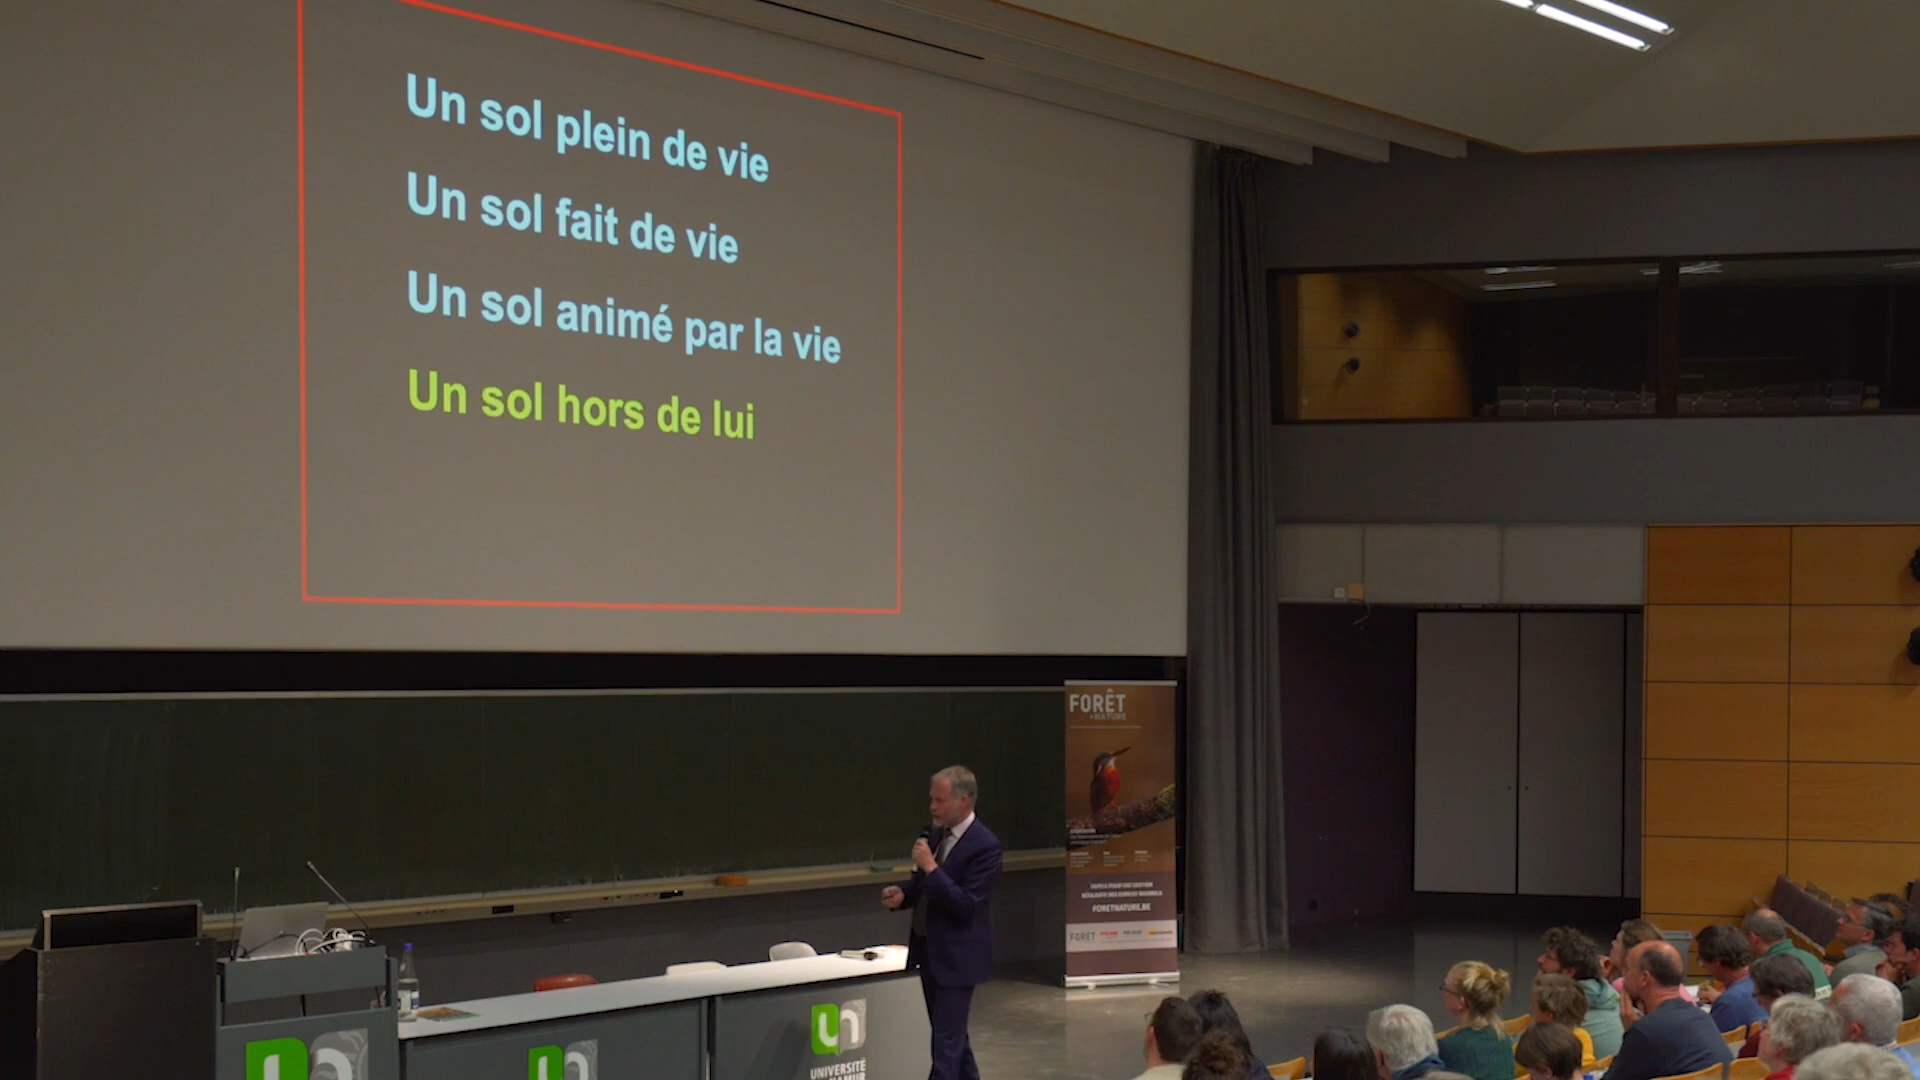 Un sol plein de vie
Un sol fait de vie
Un sol animé par la vie
Un sol hors de lui
FORÊT
+NATURE
FORETNATURE.BE
FORÊT
UNIVERSITÉ